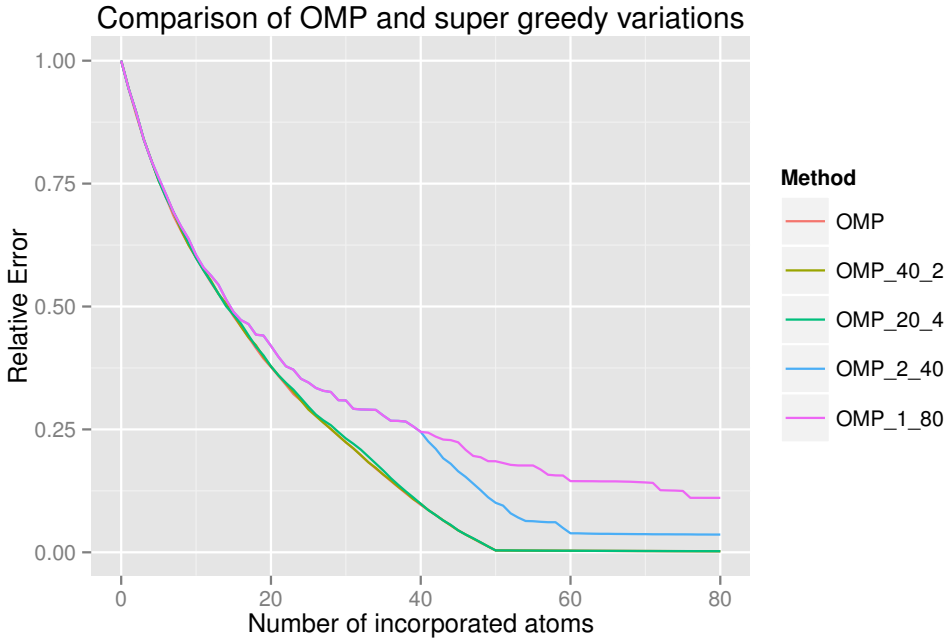 Comparison of OMP and super greedy variations
1.00
0.75
0.50
0.25
0.00
Relative Error
0
20
40
60
80
Number of incorporated atoms
Method
OMP
OMP_40_2
OMP_20_4
OMP_2_40
OMP_1_80